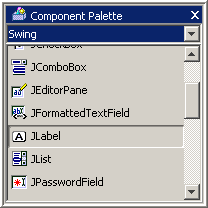 Component Palette
Swing
JComboBox
JEditorPane
JFormattedTextField
JLabel
JList
JPasswordField